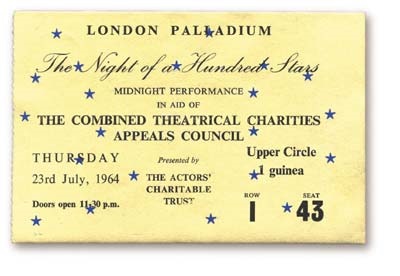 LONDON PALLADIUM
The Night of a Hundred Stars
MIDNIGHT PERFORMANCE
IN AID OF
THE COMBINED THEATRICAL CHARITIES
APPEALS COUNCIL
THURSDAY
23rd July, 1964
Doors open 11-30 p.m.
Presented by
THE ACTORS'
CHARITABLE
TRUST
Upper Circle
1 guinea
ROW SEAT
1 43